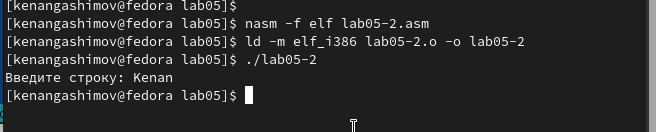 [kenangashimov@fedora lab05]$
[kenangashimov@fedora lab05]$ nasm -f elf lab05-2.asm
[kenangashimov@fedora lab05]$ ld -m elf_i386 lab05-2.o -o lab05-2
[kenangashimov@fedora lab05]$ ./lab05-2
Введите строку: Kenan
[kenangashimov@fedora lab05]$